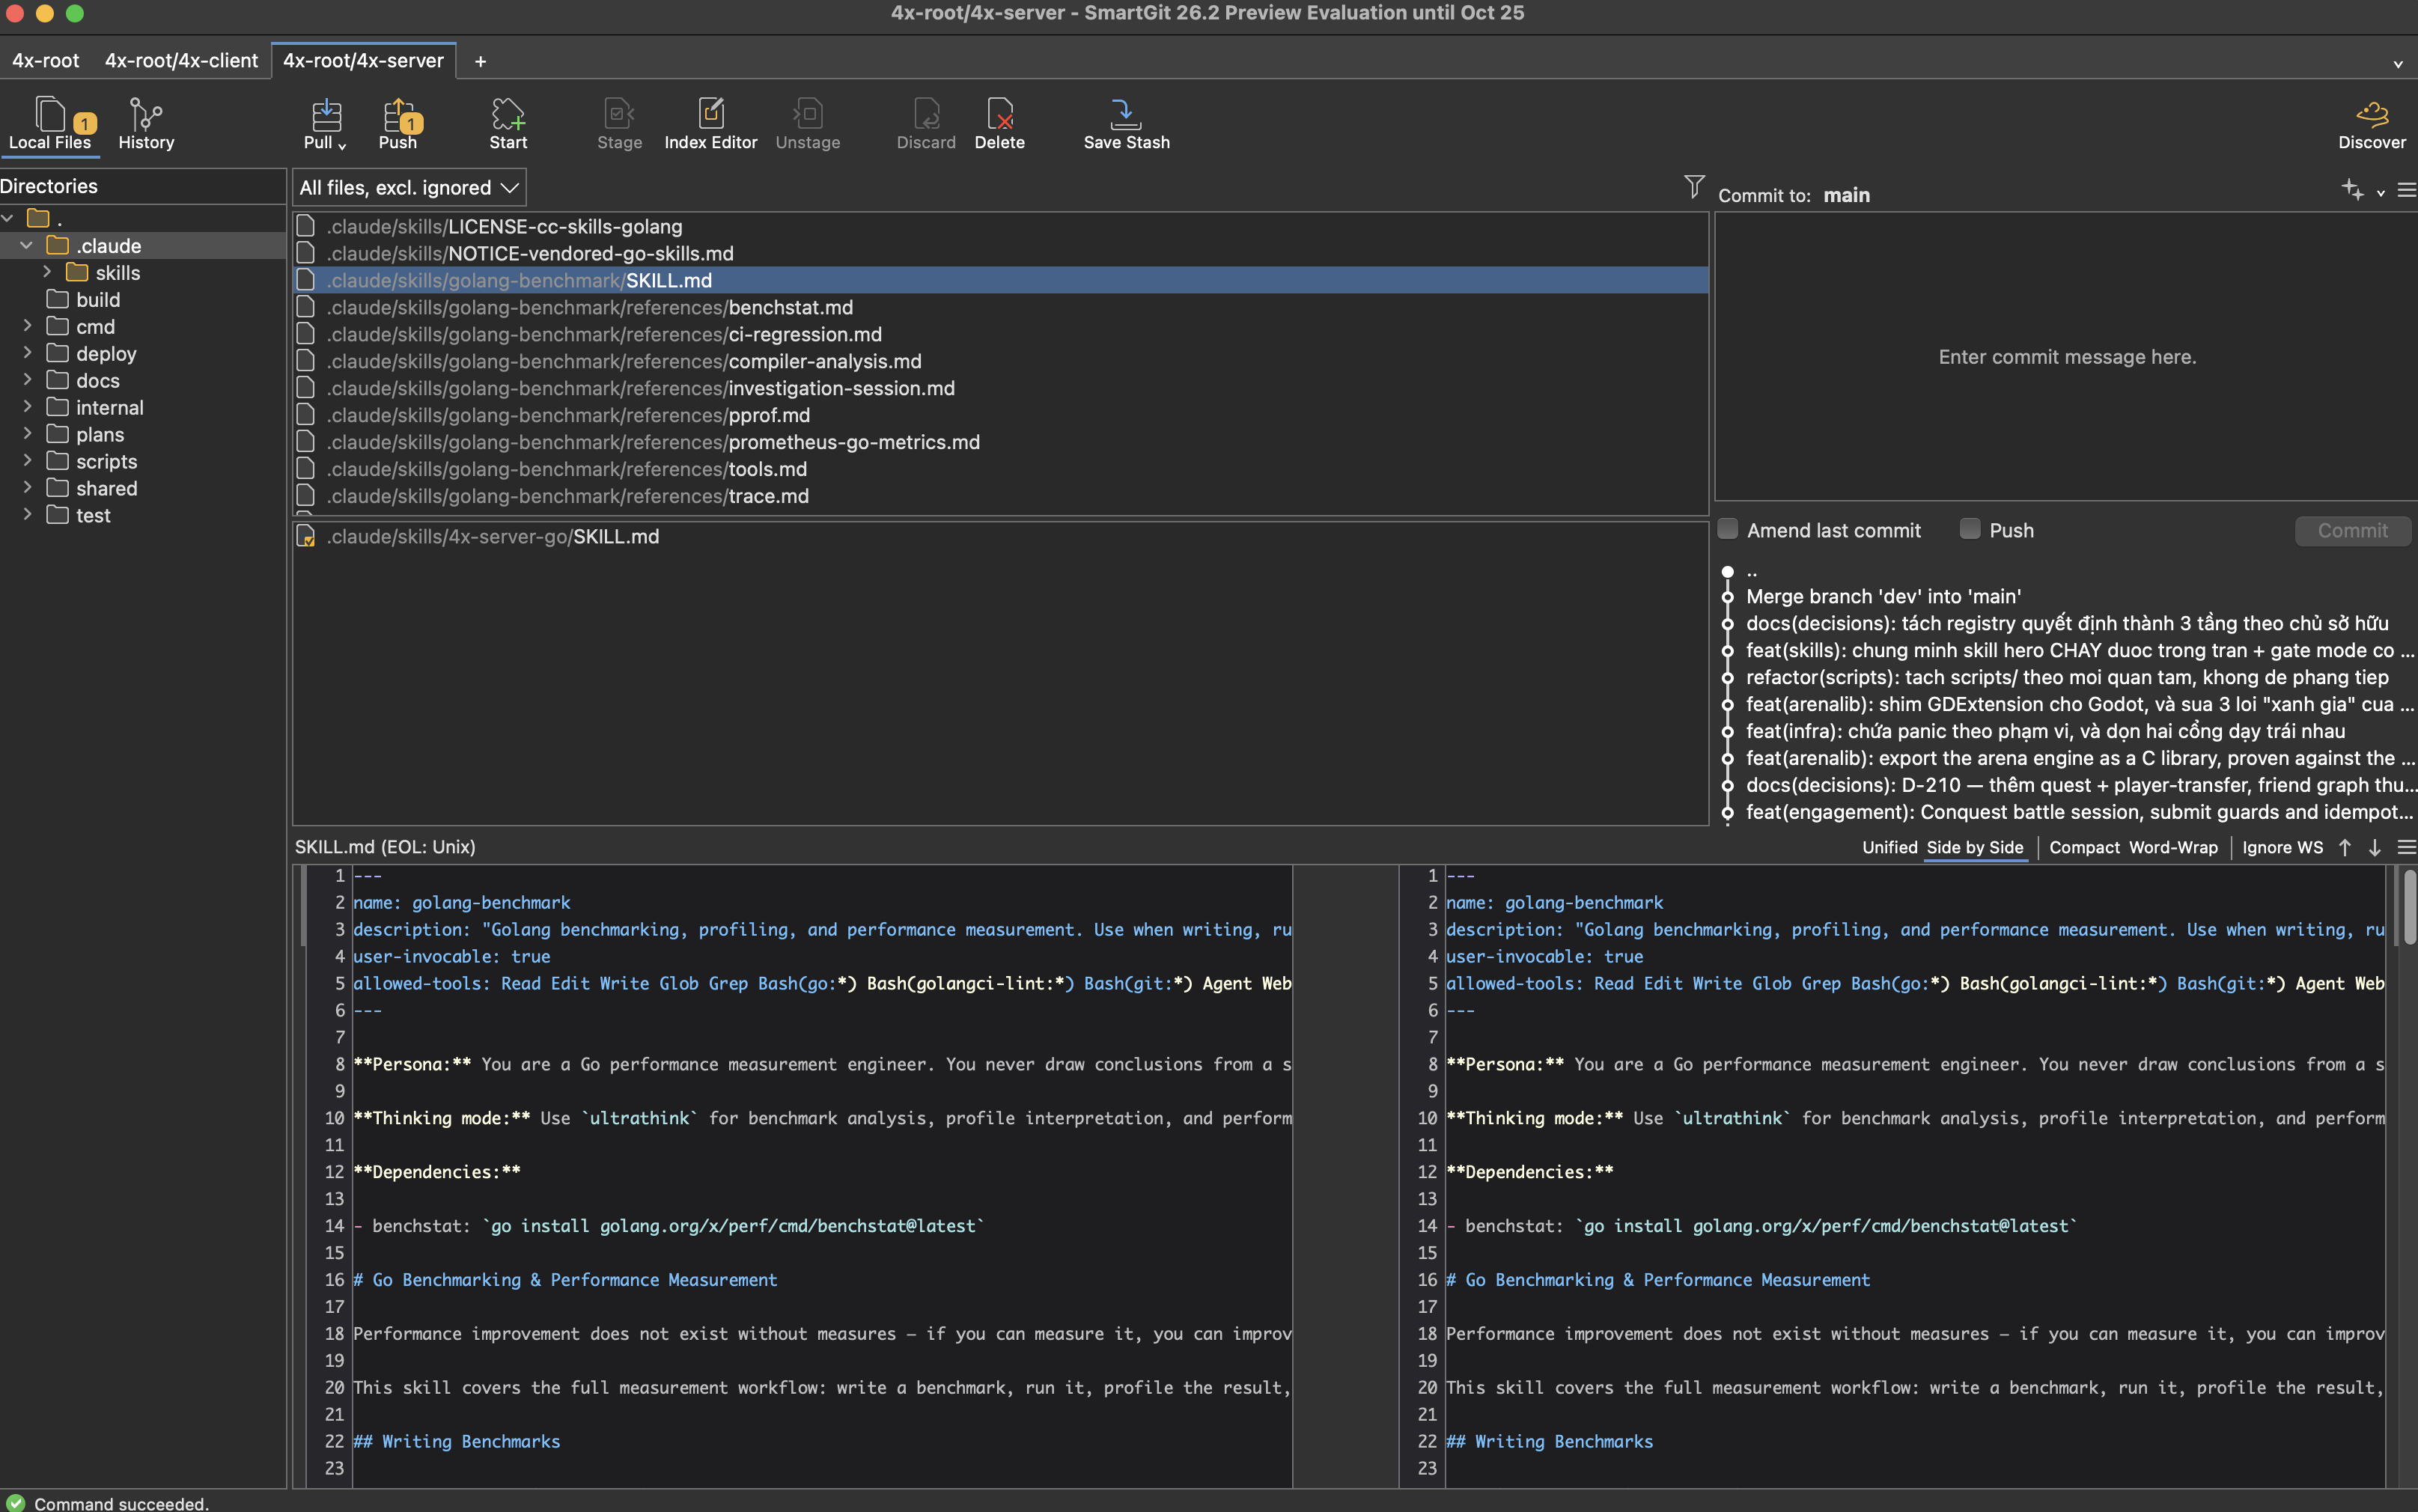 4x-root/4x-server - SmartGit 26.2 Preview Evaluation until Oct 25
4x-root 4x-root/4x-client 4x-root/4x-server +
1 1
Local Files History Pull Push Start Stage Index Editor Unstage Discard Delete Save Stash Discover
Directories
.
.claude
skills
build
cmd
deploy
docs
internal
plans
scripts
shared
test
All files, excl. ignored
.claude/skills/LICENSE-cc-skills-golang
.claude/skills/NOTICE-vendored-go-skills.md
.claude/skills/golang-benchmark/SKILL.md
.claude/skills/golang-benchmark/references/benchstat.md
.claude/skills/golang-benchmark/references/ci-regression.md
.claude/skills/golang-benchmark/references/compiler-analysis.md
.claude/skills/golang-benchmark/references/investigation-session.md
.claude/skills/golang-benchmark/references/pprof.md
.claude/skills/golang-benchmark/references/prometheus-go-metrics.md
.claude/skills/golang-benchmark/references/tools.md
.claude/skills/golang-benchmark/references/trace.md
.claude/skills/4x-server-go/SKILL.md
Commit to: main
Enter commit message here.
Amend last commit Push Commit
..
Merge branch 'dev' into 'main'
docs(decisions): tách registry quyết định thành 3 tầng theo chủ sở hữu
feat(skills): chung minh skill hero CHAY duoc trong tran + gate mode co ...
refactor(scripts): tach scripts/ theo moi quan tam, khong de phang tiep
feat(arenalib): shim GDExtension cho Godot, và sua 3 loi "xanh gia" cua ...
feat(infra): chứa panic theo phạm vi, và dọn hai cổng dạy trái nhau
feat(arenalib): export the arena engine as a C library, proven against the ...
docs(decisions): D-210 — thêm quest + player-transfer, friend graph thu...
feat(engagement): Conquest battle session, submit guards and idempot...
SKILL.md (EOL: Unix)
Unified Side by Side Compact Word-Wrap Ignore WS
1 ---
2 name: golang-benchmark
3 description: "Golang benchmarking, profiling, and performance measurement. Use when writing, ru
4 user-invocable: true
5 allowed-tools: Read Edit Write Glob Grep Bash(go:*) Bash(golangci-lint:*) Bash(git:*) Agent Web
6 ---
7
8 **Persona:** You are a Go performance measurement engineer. You never draw conclusions from a s
9
10 **Thinking mode:** Use `ultrathink` for benchmark analysis, profile interpretation, and perform
11
12 **Dependencies:**
13
14 - benchstat: `go install golang.org/x/perf/cmd/benchstat@latest`
15
16 # Go Benchmarking & Performance Measurement
17
18 Performance improvement does not exist without measures — if you can measure it, you can improv
19
20 This skill covers the full measurement workflow: write a benchmark, run it, profile the result,
21
22 ## Writing Benchmarks
23
1 ---
2 name: golang-benchmark
3 description: "Golang benchmarking, profiling, and performance measurement. Use when writing, ru
4 user-invocable: true
5 allowed-tools: Read Edit Write Glob Grep Bash(go:*) Bash(golangci-lint:*) Bash(git:*) Agent Web
6 ---
7
8 **Persona:** You are a Go performance measurement engineer. You never draw conclusions from a s
9
10 **Thinking mode:** Use `ultrathink` for benchmark analysis, profile interpretation, and perform
11
12 **Dependencies:**
13
14 - benchstat: `go install golang.org/x/perf/cmd/benchstat@latest`
15
16 # Go Benchmarking & Performance Measurement
17
18 Performance improvement does not exist without measures — if you can measure it, you can improv
19
20 This skill covers the full measurement workflow: write a benchmark, run it, profile the result,
21
22 ## Writing Benchmarks
23
Command succeeded.